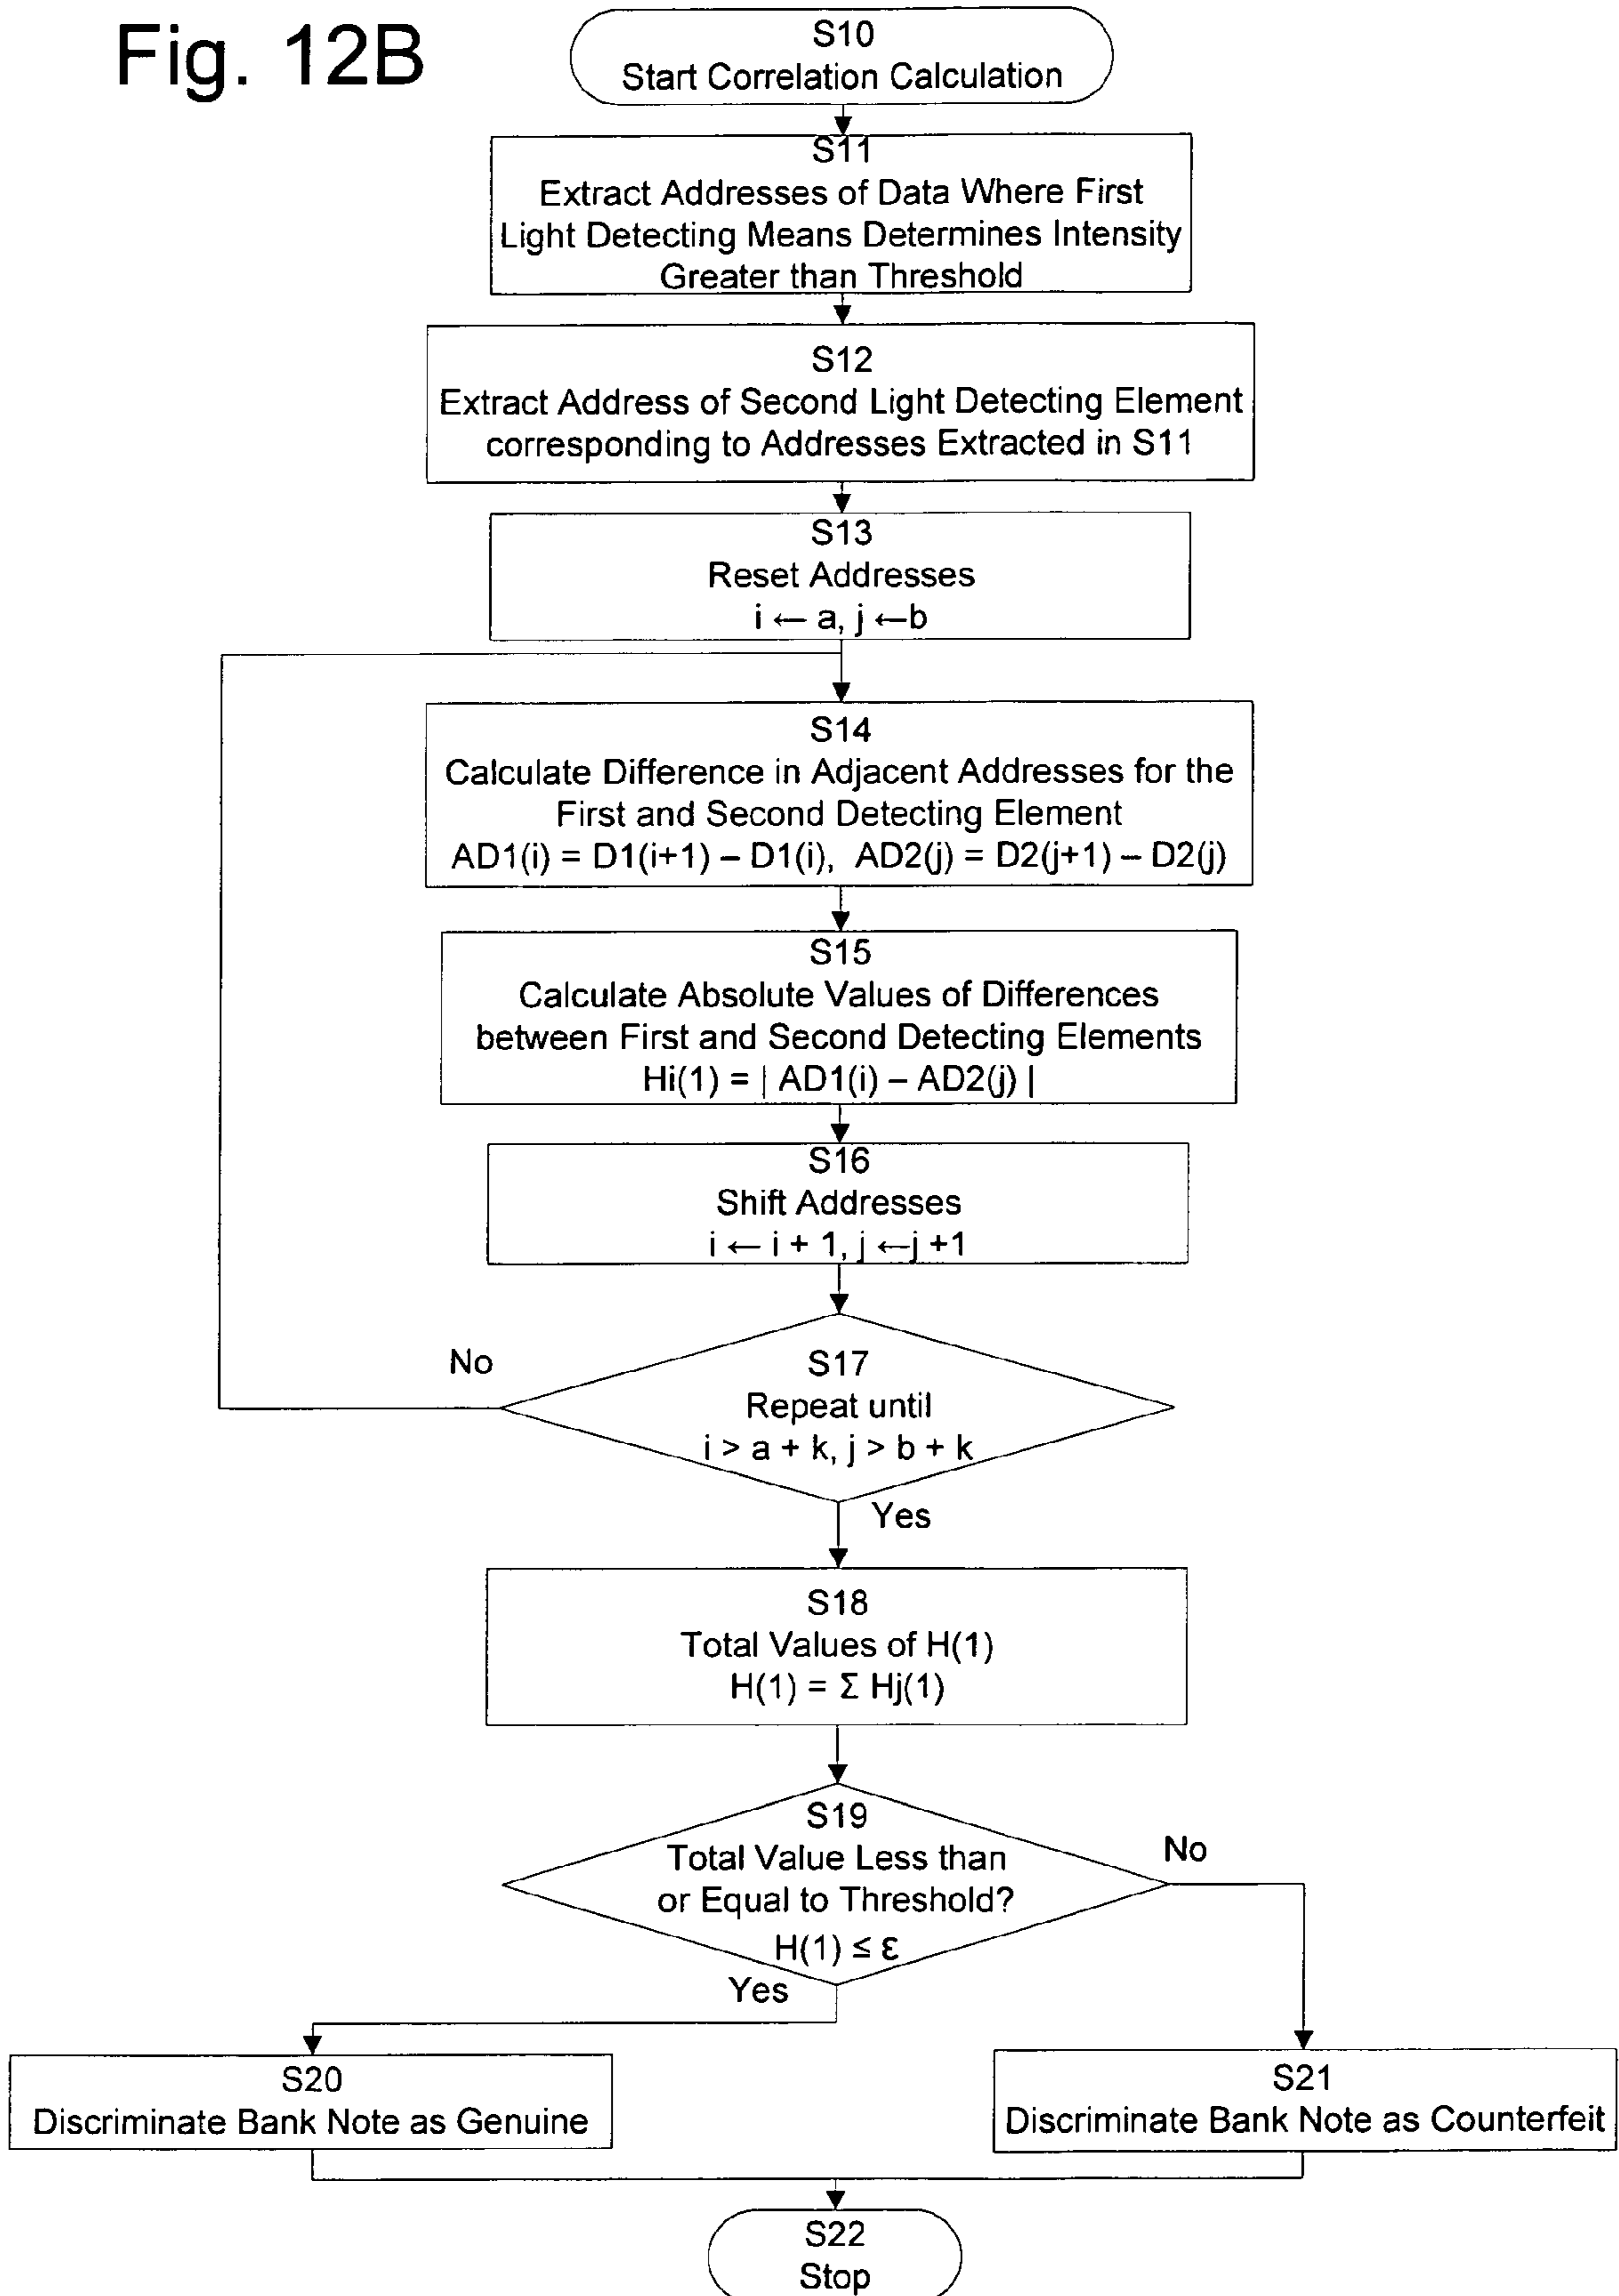 Fig. 12B
S10
Start Correlation Calculation
S11
Extract Addresses of Data Where First
Light Detecting Means Determines Intensity
Greater than Threshold
S12
Extract Address of Second Light Detecting Element
corresponding to Addresses Extracted in S11
S13
Reset Addresses
i ← a, j ←b
S14
Calculate Difference in Adjacent Addresses for the
First and Second Detecting Element
AD1(i) = D1(i+1) – D1(i), AD2(j) = D2(j+1) – D2(j)
S15
Calculate Absolute Values of Differences
between First and Second Detecting Elements
Hi(1) = | AD1(i) – AD2(j) |
S16
Shift Addresses
i ← i + 1, j ←j +1
No
S17
Repeat until
i > a + k, j > b + k
Yes
S18
Total Values of H(1)
H(1) = Σ Hj(1)
S19
Total Value Less than
or Equal to Threshold?
H(1) ≤ ε
No
Yes
S20
Discriminate Bank Note as Genuine
S21
Discriminate Bank Note as Counterfeit
S22
Stop